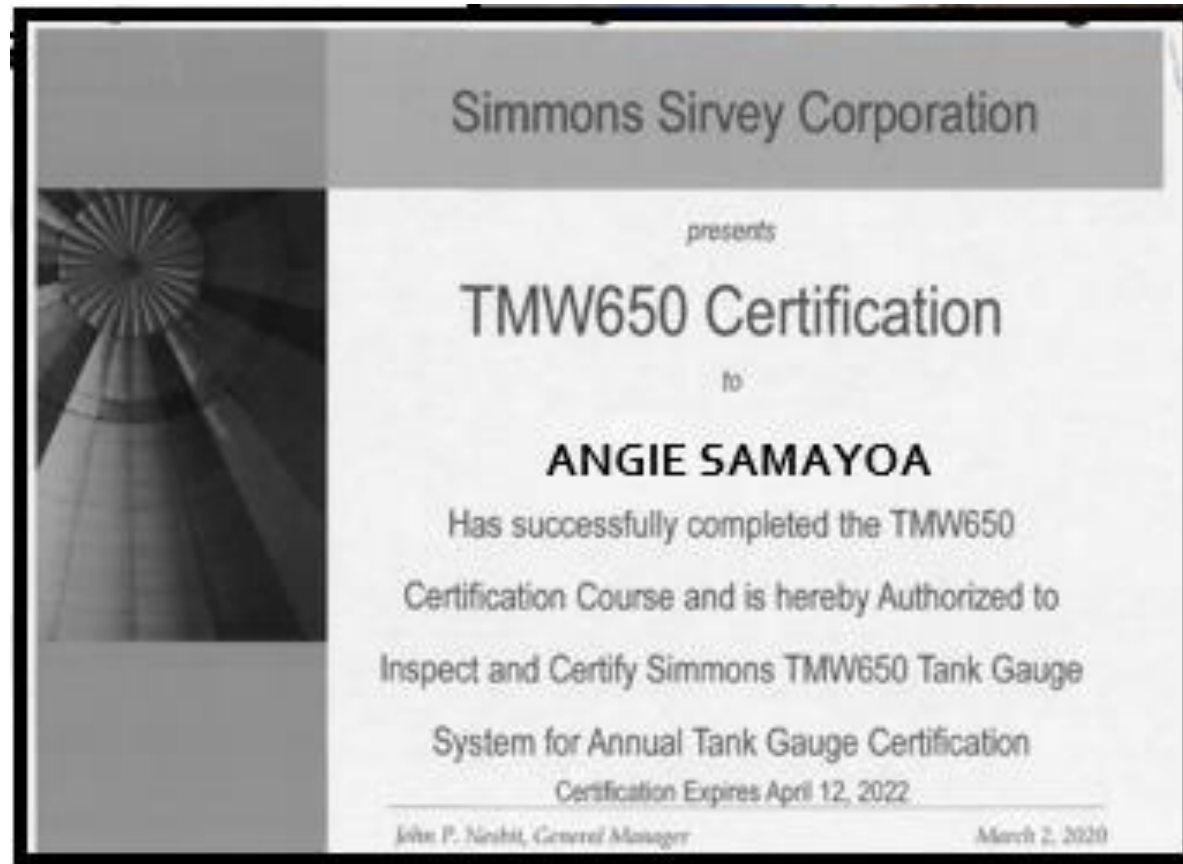 Simmons Sirvey Corporation
presents
TMW650 Certification
to
ANGIE SAMAYOA
Has successfully completed the TMW650
Certification Course and is hereby Authorized to
Inspect and Certify Simmons TMW650 Tank Gauge
System for Annual Tank Gauge Certification
Certification Expires April 12, 2022
John P. Nesbit, General Manager March 2, 2020